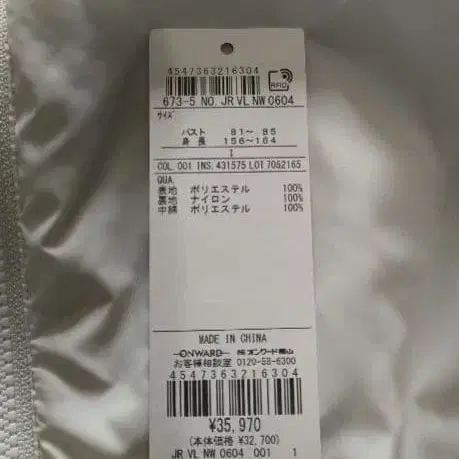 4547363216304
RFID
673-5 NO. JR VL NW 0604
サイズ
バスト 81～ 85
身 長 156～164
1
COL. 001 INS. 431575 LOT 7052165
QUA.
表地 ポリエステル 100%
裏地 ナイロン 100%
中綿 ポリエステル 100%
MADE IN CHINA
ONWARD 株式会社オンワード樫山
お客様相談室 0120-58-6300
4547363216304
¥35,970
(本体価格 ¥32,700)
JR VL NW 0604 001 1